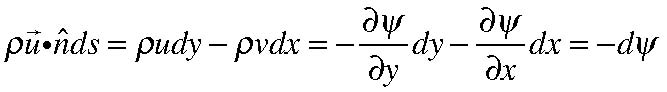 ρu⃗•n̂ds = ρudy − ρvdx = −∂ψ/∂y dy − ∂ψ/∂x dx = −dψ